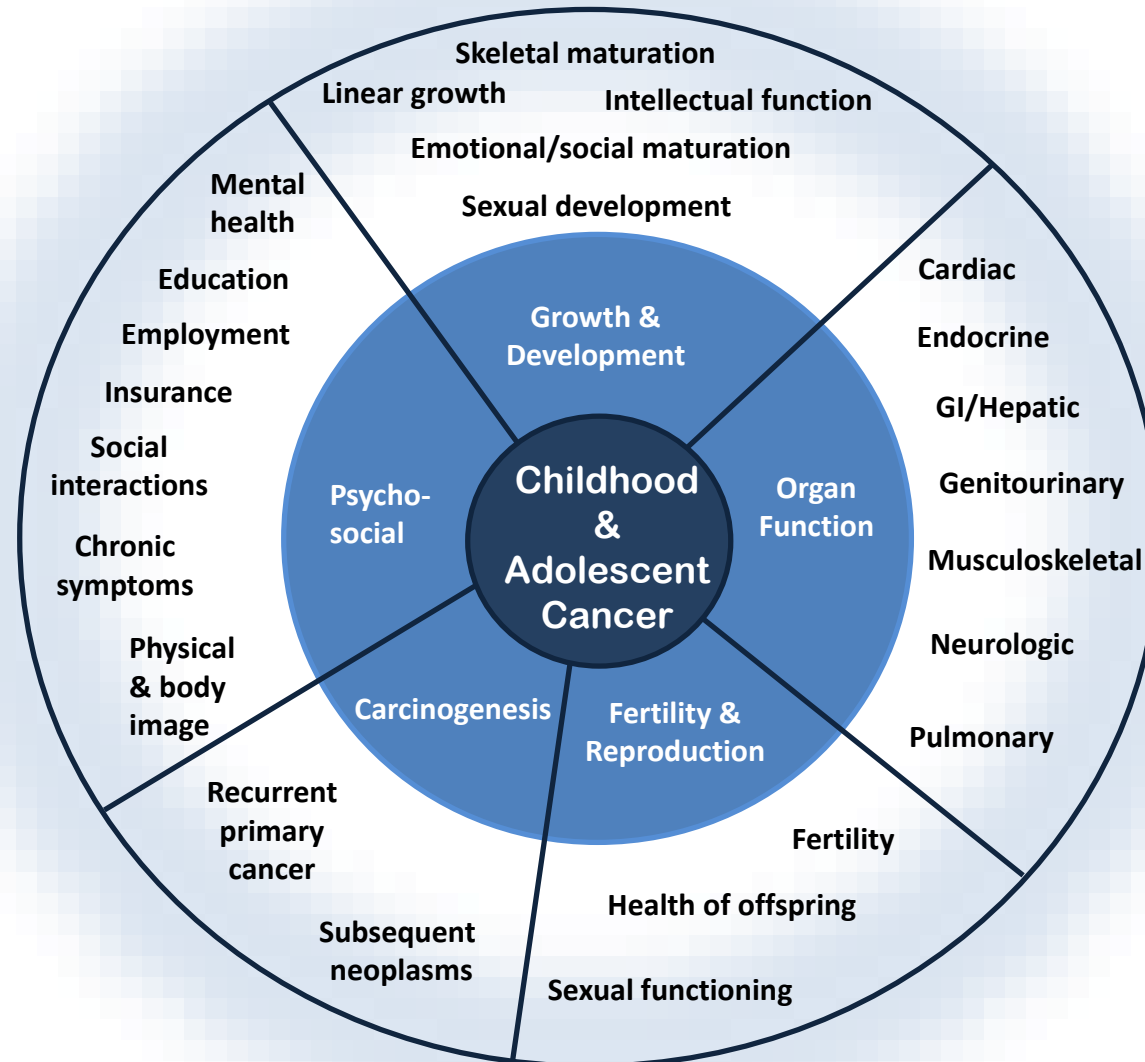 Skeletal maturation
Linear growth
Intellectual function
Emotional/social maturation
Sexual development
Growth &
Development
Cardiac
Endocrine
GI/Hepatic
Genitourinary
Musculoskeletal
Neurologic
Pulmonary
Organ
Function
Fertility
Health of offspring
Sexual functioning
Fertility &
Reproduction
Carcinogenesis
Recurrent
primary
cancer
Subsequent
neoplasms
Psycho-
social
Mental
health
Education
Employment
Insurance
Social
interactions
Chronic
symptoms
Physical
& body
image
Childhood
&
Adolescent
Cancer